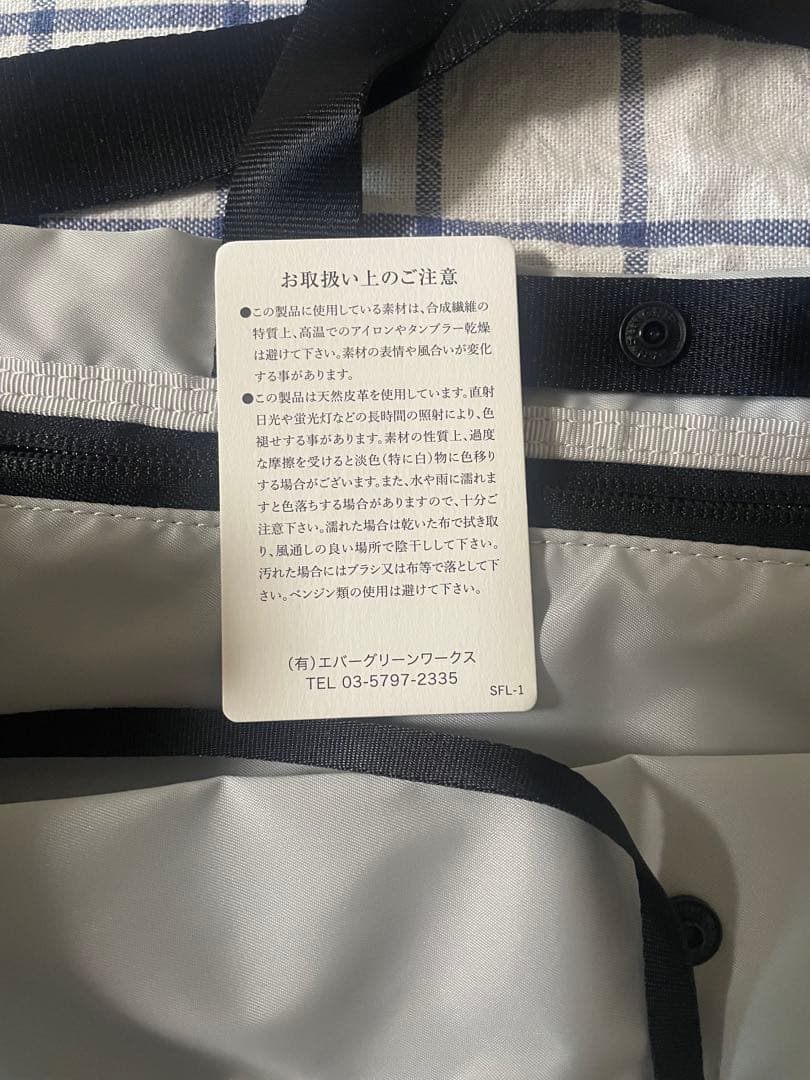 お取扱い上のご注意
●この製品に使用している素材は、合成繊維の
特質上、高温でのアイロンやタンブラー乾燥
は避けて下さい。素材の表情や風合いが変化
する事があります。
●この製品は天然皮革を使用しています。直射
日光や蛍光灯などの長時間の照射により、色
褪せする事があります。素材の性質上、過度
な摩擦を受けると淡色(特に白)物に色移り
する場合がございます。また、水や雨に濡れま
すと色落ちする場合がありますので、十分ご
注意下さい。濡れた場合は乾いた布で拭き取
り、風通しの良い場所で陰干しして下さい。
汚れた場合にはブラシ又は布等で落として下
さい。ベンジン類の使用は避けて下さい。
(有)エバーグリーンワークス
TEL 03-5797-2335
SFL-1